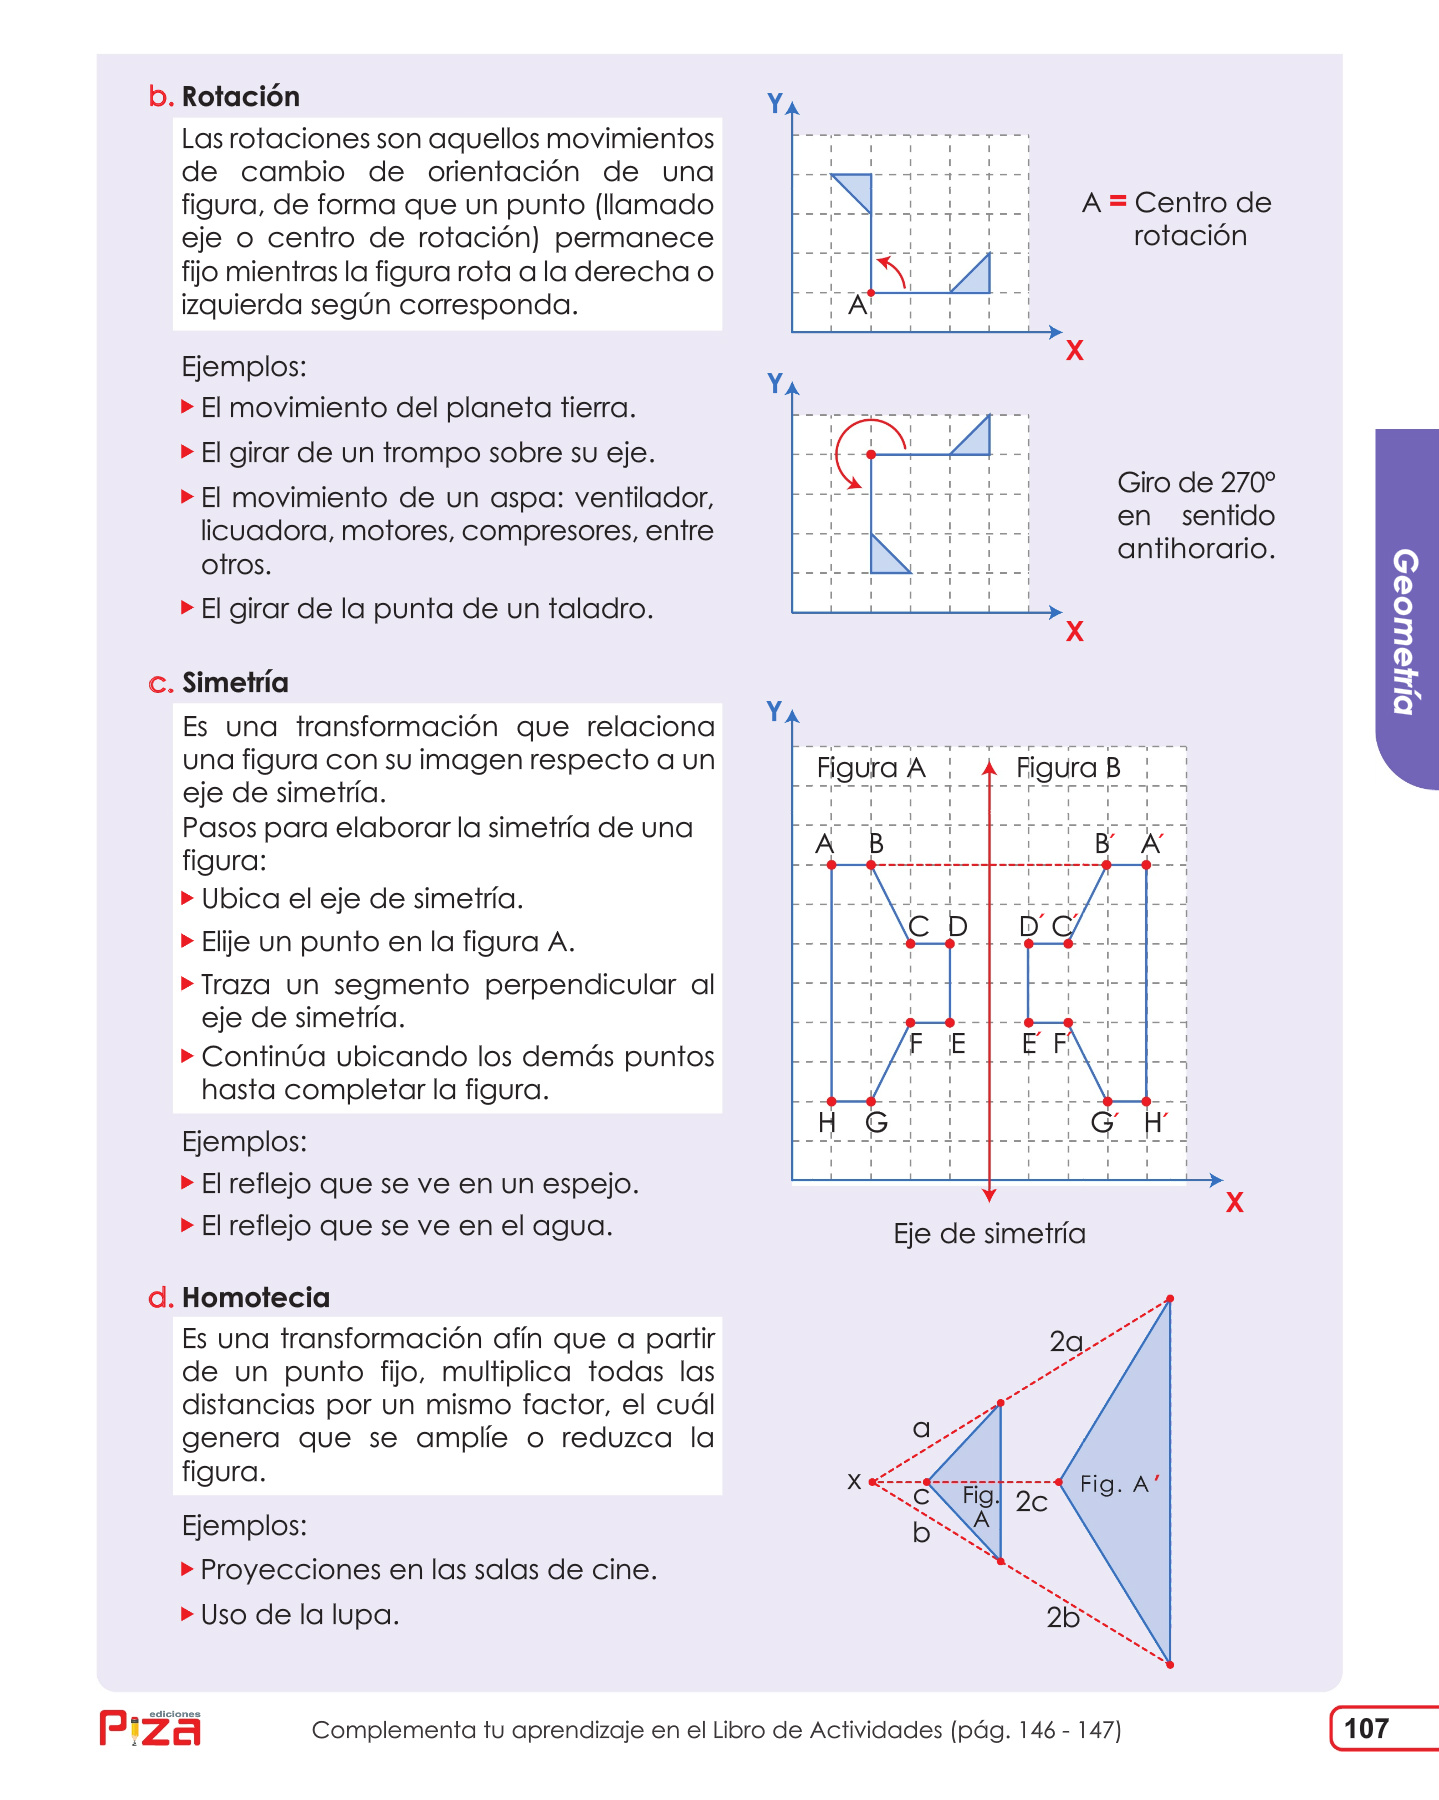 b. Rotación
Las rotaciones son aquellos movimientos
de cambio de orientación de una
figura, de forma que un punto (llamado
eje o centro de rotación) permanece
fijo mientras la figura rota a la derecha o
izquierda según corresponda.
Ejemplos:
El movimiento del planeta tierra.
El girar de un trompo sobre su eje.
El movimiento de un aspa: ventilador,
licuadora, motores, compresores, entre
otros.
El girar de la punta de un taladro.
Y
A
X
A = Centro de
rotación
Y
X
Giro de 270°
en sentido
antihorario.
c. Simetría
Es una transformación que relaciona
una figura con su imagen respecto a un
eje de simetría.
Pasos para elaborar la simetría de una
figura:
Ubica el eje de simetría.
Elije un punto en la figura A.
Traza un segmento perpendicular al
eje de simetría.
Continúa ubicando los demás puntos
hasta completar la figura.
Ejemplos:
El reflejo que se ve en un espejo.
El reflejo que se ve en el agua.
Y
Figura A Figura B
A B B´ A´
C D D´ C´
F E E´ F´
H G G´ H´
X
Eje de simetría
d. Homotecia
Es una transformación afín que a partir
de un punto fijo, multiplica todas las
distancias por un mismo factor, el cuál
genera que se amplíe o reduzca la
figura.
Ejemplos:
Proyecciones en las salas de cine.
Uso de la lupa.
2a
a
x
c
Fig.
A
2c
Fig. A´
b
2b
Geometría
ediciones
Piza
Complementa tu aprendizaje en el Libro de Actividades (pág. 146 - 147)
107